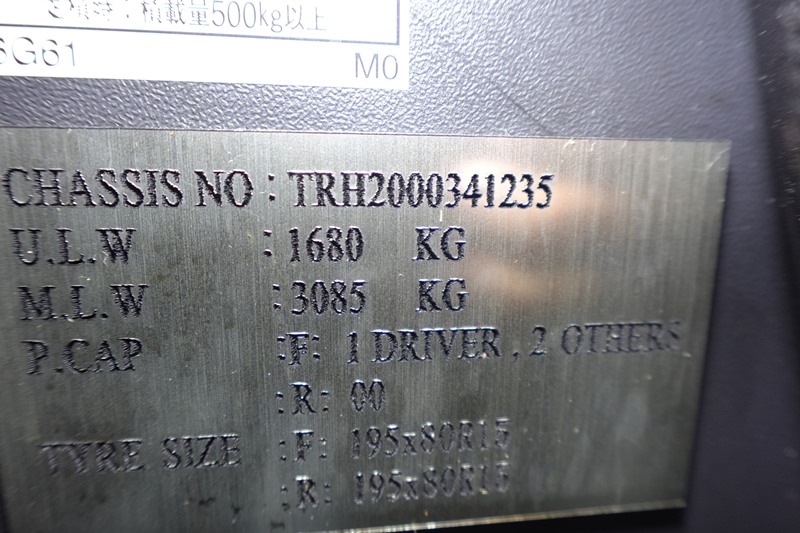 積載量500kg以上
6G61
M0
CHASSIS NO : TRH2000341235
U.L.W : 1680 KG
M.L.W : 3085 KG
P.CAP :F: 1 DRIVER , 2 OTHERS
:R: 00
TYRE SIZE :F: 195x80R15
:R: 195x80R15